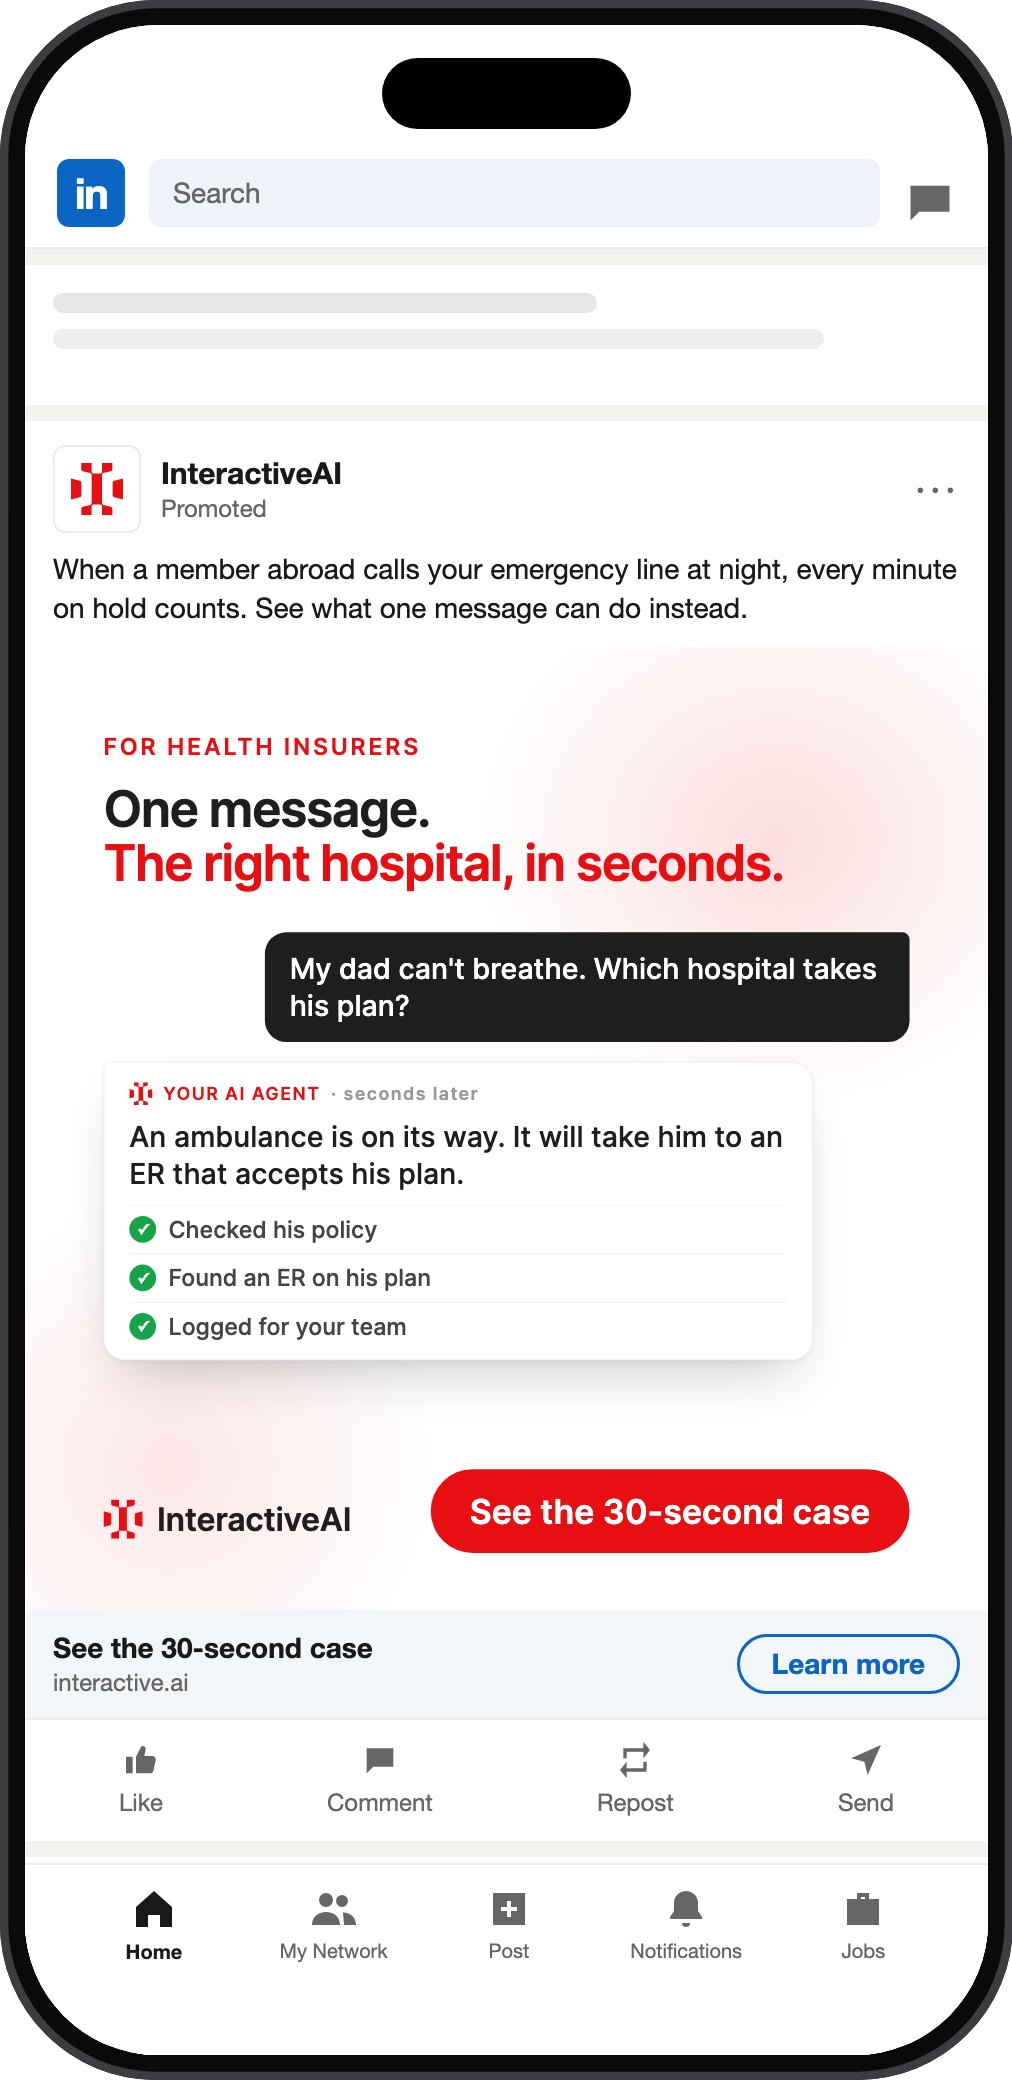 in
Search
InteractiveAI
Promoted
When a member abroad calls your emergency line at night, every minute
on hold counts. See what one message can do instead.
FOR HEALTH INSURERS
One message.
The right hospital, in seconds.
My dad can't breathe. Which hospital takes
his plan?
YOUR AI AGENT · seconds later
An ambulance is on its way. It will take him to an
ER that accepts his plan.
Checked his policy
Found an ER on his plan
Logged for your team
InteractiveAI
See the 30-second case
See the 30-second case
interactive.ai
Learn more
Like
Comment
Repost
Send
Home
My Network
Post
Notifications
Jobs